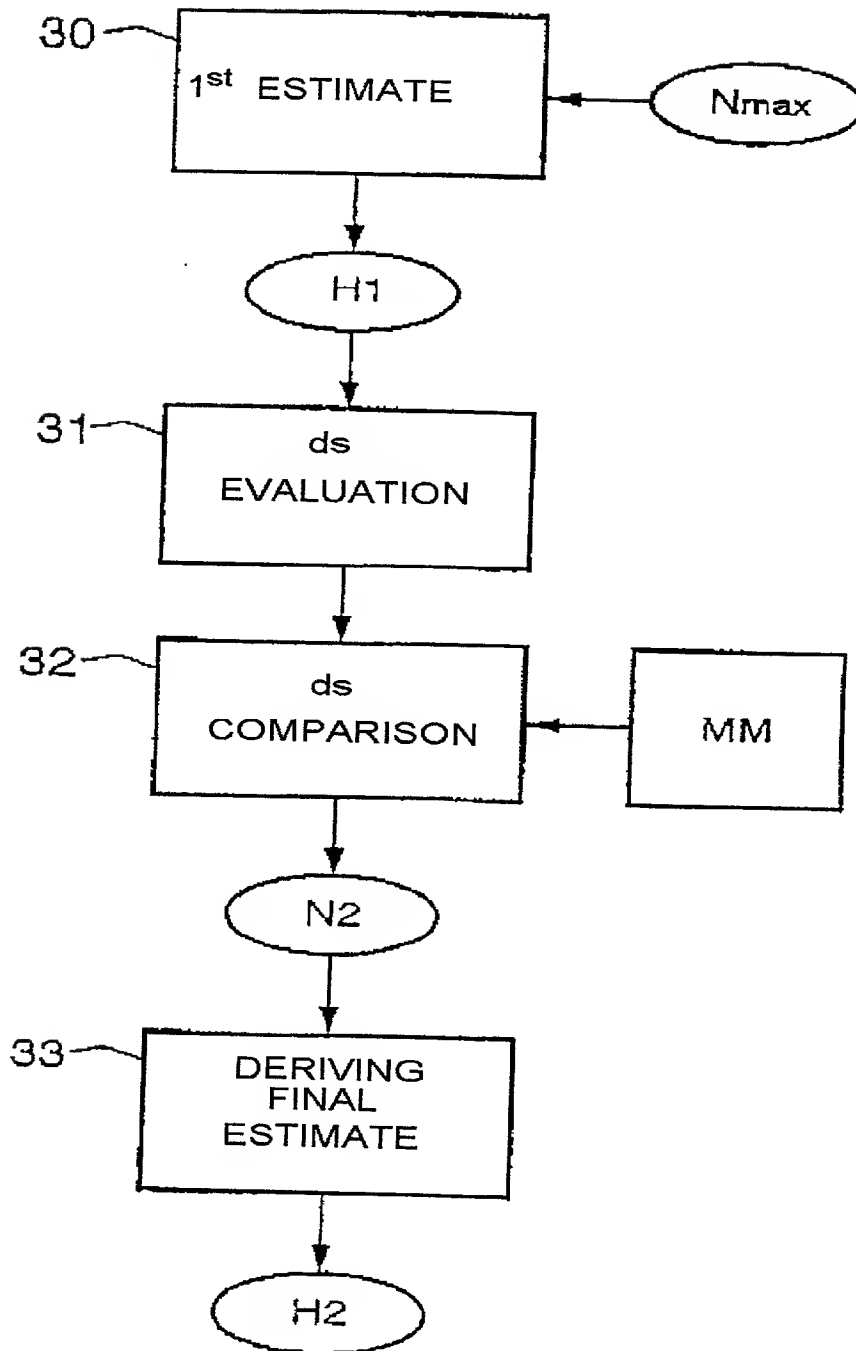 30
1st ESTIMATE
Nmax
H1
31
ds
EVALUATION
32
ds
COMPARISON
MM
N2
33
DERIVING
FINAL
ESTIMATE
H2